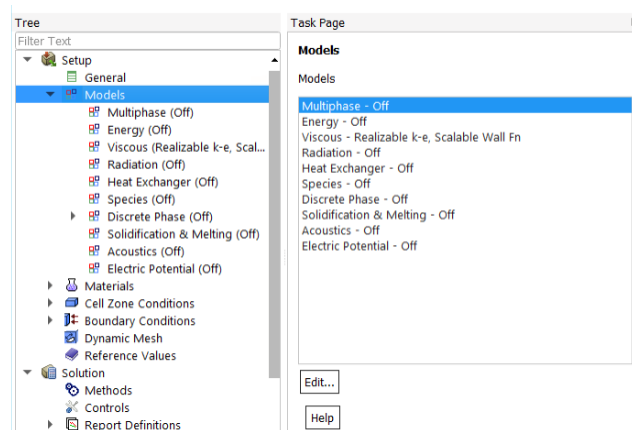 Tree
Filter Text
Setup
General
Models
Multiphase (Off)
Energy (Off)
Viscous (Realizable k-e, Scal...
Radiation (Off)
Heat Exchanger (Off)
Species (Off)
Discrete Phase (Off)
Solidification & Melting (Off)
Acoustics (Off)
Electric Potential (Off)
Materials
Cell Zone Conditions
Boundary Conditions
Dynamic Mesh
Reference Values
Solution
Methods
Controls
Report Definitions
Task Page
Models
Models
Multiphase - Off
Energy - Off
Viscous - Realizable k-e, Scalable Wall Fn
Radiation - Off
Heat Exchanger - Off
Species - Off
Discrete Phase - Off
Solidification & Melting - Off
Acoustics - Off
Electric Potential - Off
Edit...
Help